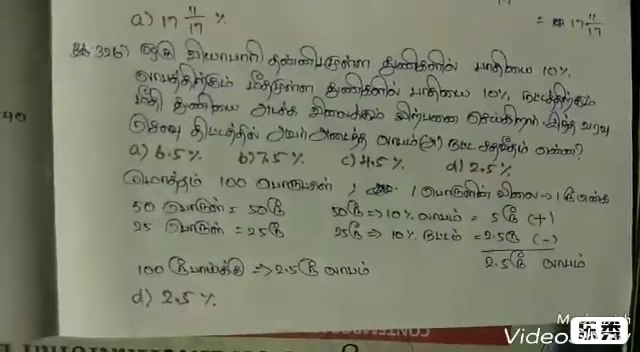 a) 17 11/17 %
= 17 11/17
326) ஒரு வியாபாரி தன்னிடமுள்ள துணிகளில் பாதியை 10%
லாபத்திற்கும் மீதமுள்ள துணிகளில் பாதியை 10% நட்டத்திற்கும்
மீதி துணியை அடக்க விலைக்கும் விற்பனை செய்கிறார். இந்த வரவு
செலவு திட்டத்தில் அவர் அடைந்த லாபம் (அ) நட்ட சதவீதம் என்ன?
a) 6.5% b) 7.5% c) 4.5% d) 2.5%
மொத்தம் 100 பொருட்கள் ; 1 பொருளின் விலை → 1 ரூ என்க
50 பொருள் = 50ரூ 50ரூ ⇒ 10% லாபம் = 5ரூ (+)
25 பொருள் = 25ரூ 25ரூ ⇒ 10% நட்டம் = 2.5ரூ (-)
2.5ரூ லாபம்
100 ரூபாய்க்கு ⇒ 2.5ரூ லாபம்
d) 2.5%